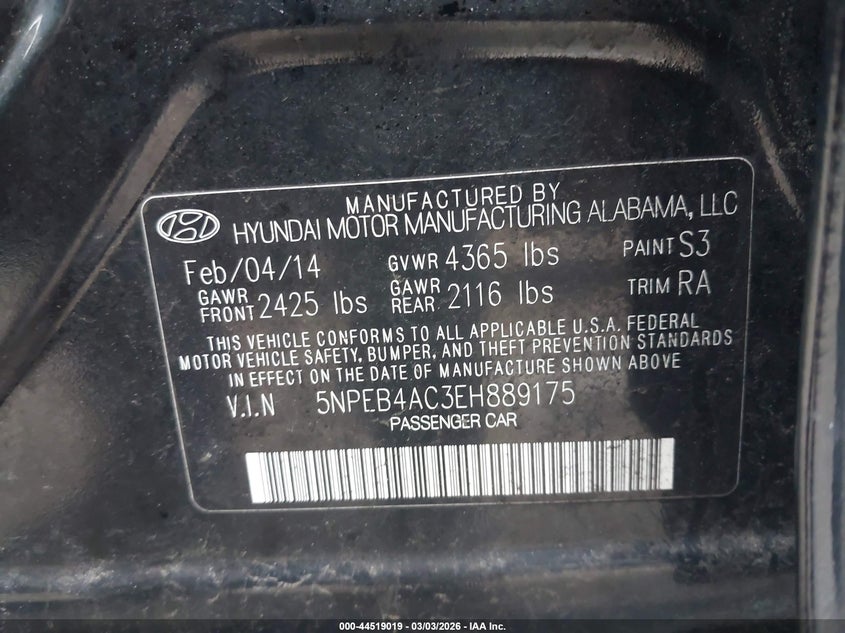 MANUFACTURED BY
HYUNDAI MOTOR MANUFACTURING ALABAMA, LLC
Feb/04/14 GVWR 4365 lbs PAINT S3
GAWR FRONT 2425 lbs GAWR REAR 2116 lbs TRIM RA
THIS VEHICLE CONFORMS TO ALL APPLICABLE U.S.A. FEDERAL
MOTOR VEHICLE SAFETY, BUMPER, AND THEFT PREVENTION STANDARDS
IN EFFECT ON THE DATE OF MANUFACTURE SHOWN ABOVE
V.I.N 5NPEB4AC3EH889175
PASSENGER CAR
000-44519019 - 03/03/2026 - IAA Inc.